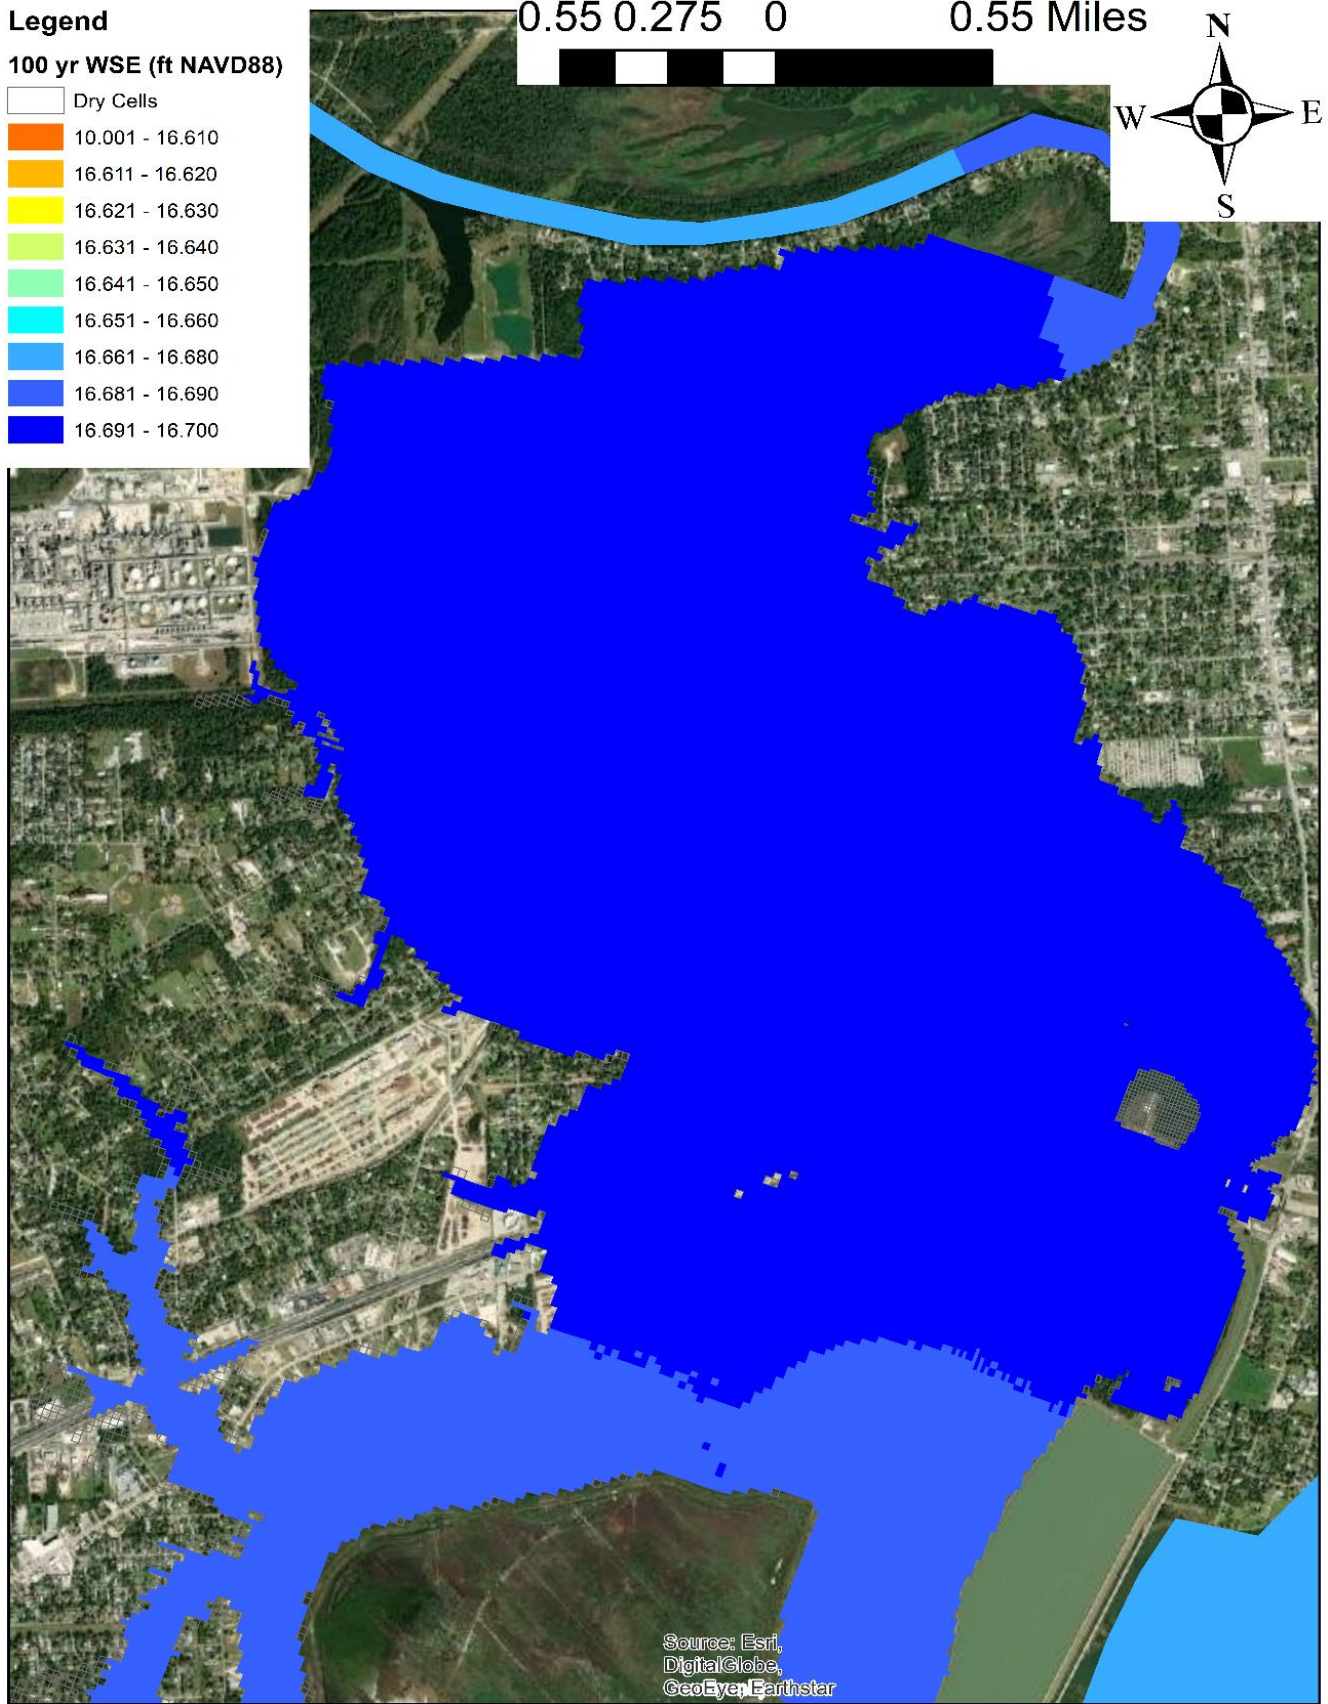 Legend
100 yr WSE (ft NAVD88)
Dry Cells
10.001 - 16.610
16.611 - 16.620
16.621 - 16.630
16.631 - 16.640
16.641 - 16.650
16.651 - 16.660
16.661 - 16.680
16.681 - 16.690
16.691 - 16.700
0.55 0.275 0 0.55 Miles
N
W E
S
Source: Esri,
DigitalGlobe,
GeoEye, Earthstar